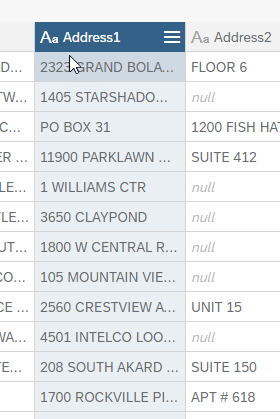 Aa Address1 Aa Address2
D... 2323 GRAND BOLA... FLOOR 6
TW... 1405 STARSHADO... null
C... PO BOX 31 1200 FISH HAT
ER ... 11900 PARKLAWN ... SUITE 412
LE... 1 WILLIAMS CTR null
LE... 3650 CLAYPOND null
UT... 1800 W CENTRAL R... null
CO... 105 MOUNTAIN VIE... null
CE ... 2560 CRESTVIEW A... UNIT 15
WA... 4501 INTELCO LOO... null
TE... 208 SOUTH AKARD ... SUITE 150
1700 ROCKVILLE PI... APT # 618